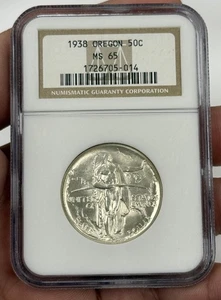 1938 OREGON 50C
MS 65
1726705-014
NUMISMATIC GUARANTY CORPORATION